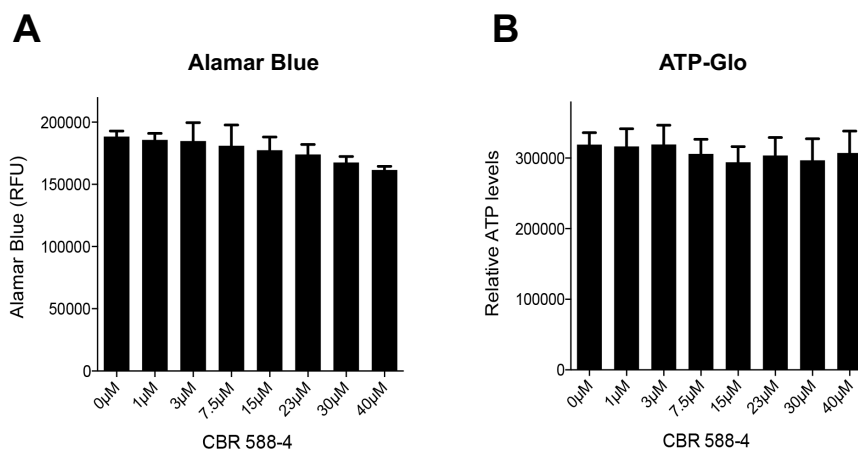 A
Alamar Blue
Alamar Blue (RFU)
200000
150000
100000
50000
0
0µM
1µM
3µM
7.5µM
15µM
23µM
30µM
40µM
CBR 588-4
B
ATP-Glo
Relative ATP levels
300000
200000
100000
0
0µM
1µM
3µM
7.5µM
15µM
23µM
30µM
40µM
CBR 588-4